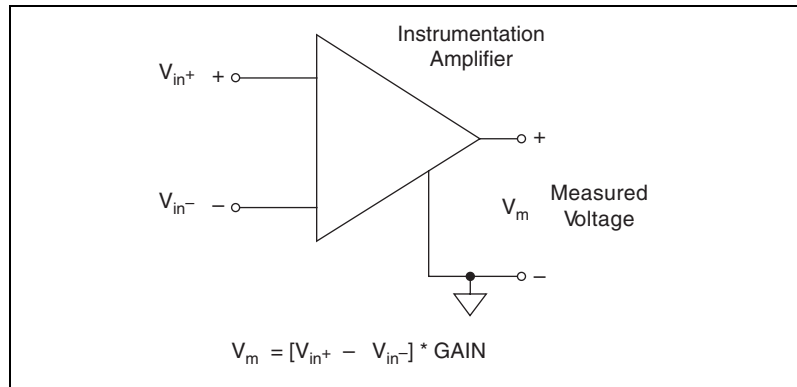 Instrumentation
Amplifier
Vin+ +
+
Vin- −
Vm
Measured
Voltage
−
Vm = [Vin+ − Vin-] * GAIN